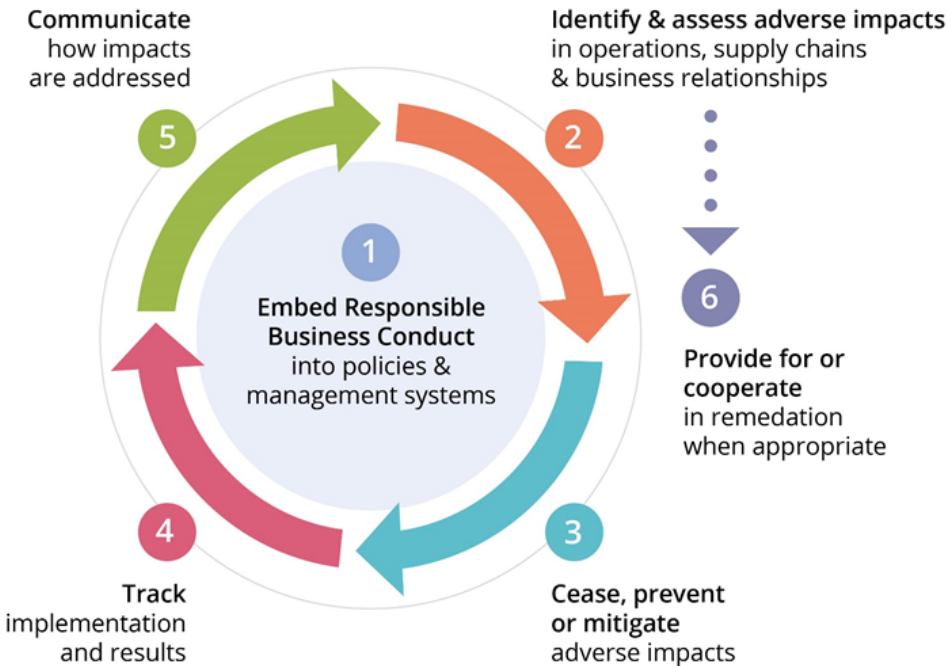 1
Embed Responsible
Business Conduct
into policies &
management systems
2
Identify & assess adverse impacts
in operations, supply chains
& business relationships
3
Cease, prevent
or mitigate
adverse impacts
4
Track
implementation
and results
5
Communicate
how impacts
are addressed
6
Provide for or
cooperate
in remedation
when appropriate